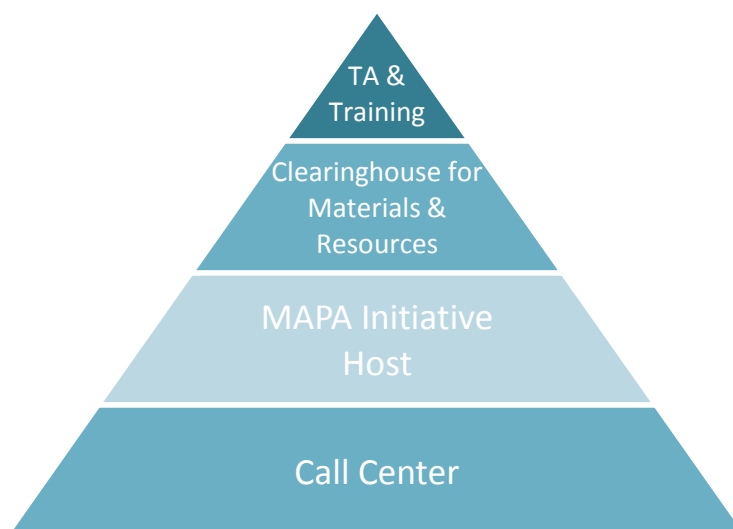 TA &
Training
Clearinghouse for
Materials &
Resources
MAPA Initiative
Host
Call Center